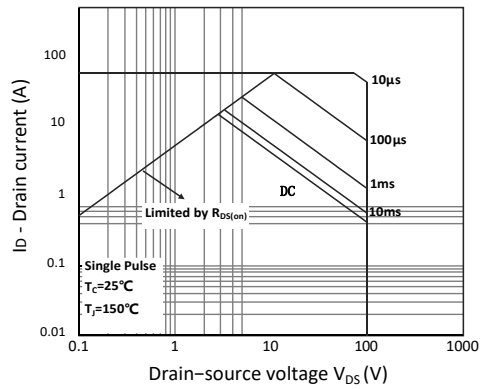 100
10
1
0.1
0.01
0.1
1
10
100
1000
ID - Drain current (A)
Drain−source voltage VDS (V)
10μs
100μs
1ms
10ms
DC
Limited by RDS(on)
Single Pulse
TC=25℃
TJ=150℃